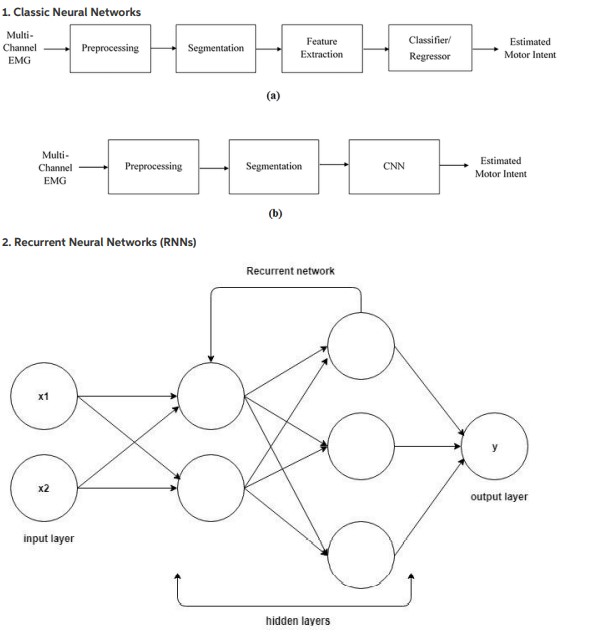 1. Classic Neural Networks
Multi-
Channel
EMG
Preprocessing
Segmentation
Feature
Extraction
Classifier/
Regressor
Estimated
Motor Intent
(a)
Multi-
Channel
EMG
Preprocessing
Segmentation
CNN
Estimated
Motor Intent
(b)
2. Recurrent Neural Networks (RNNs)
Recurrent network
x1
x2
y
input layer
output layer
hidden layers